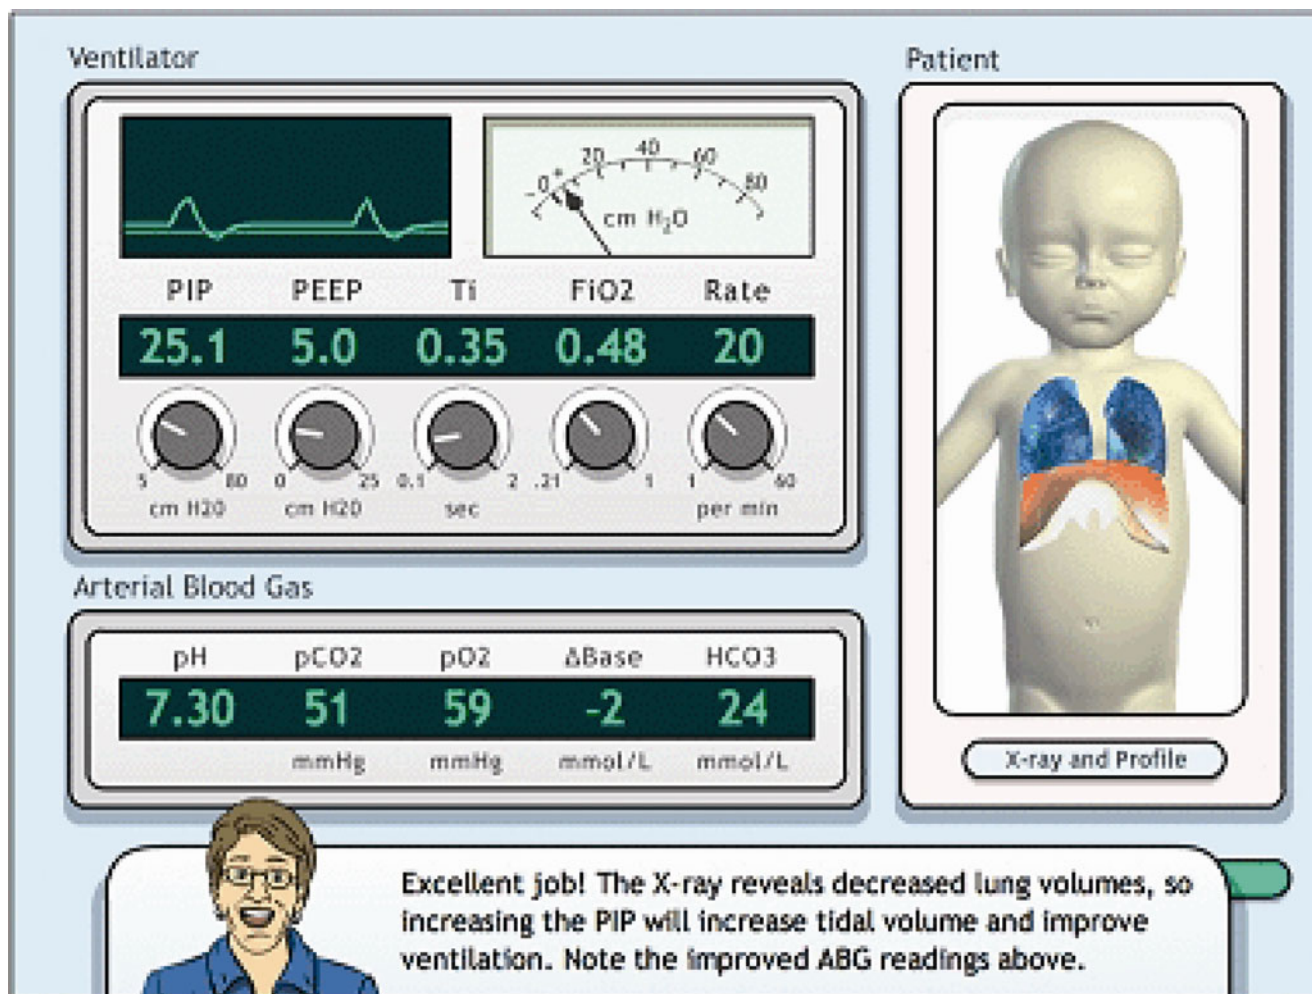 Ventilator
Patient
-0+ 20 40 60 80
cm H2O
PIP PEEP Ti FiO2 Rate
25.1 5.0 0.35 0.48 20
5 80 0 25 0.1 2 .21 1 1 60
cm H20 cm H20 sec per min
Arterial Blood Gas
pH pCO2 pO2 ΔBase HCO3
7.30 51 59 -2 24
mmHg mmHg mmol/L mmol/L
X-ray and Profile
Excellent job! The X-ray reveals decreased lung volumes, so
increasing the PIP will increase tidal volume and improve
ventilation. Note the improved ABG readings above.